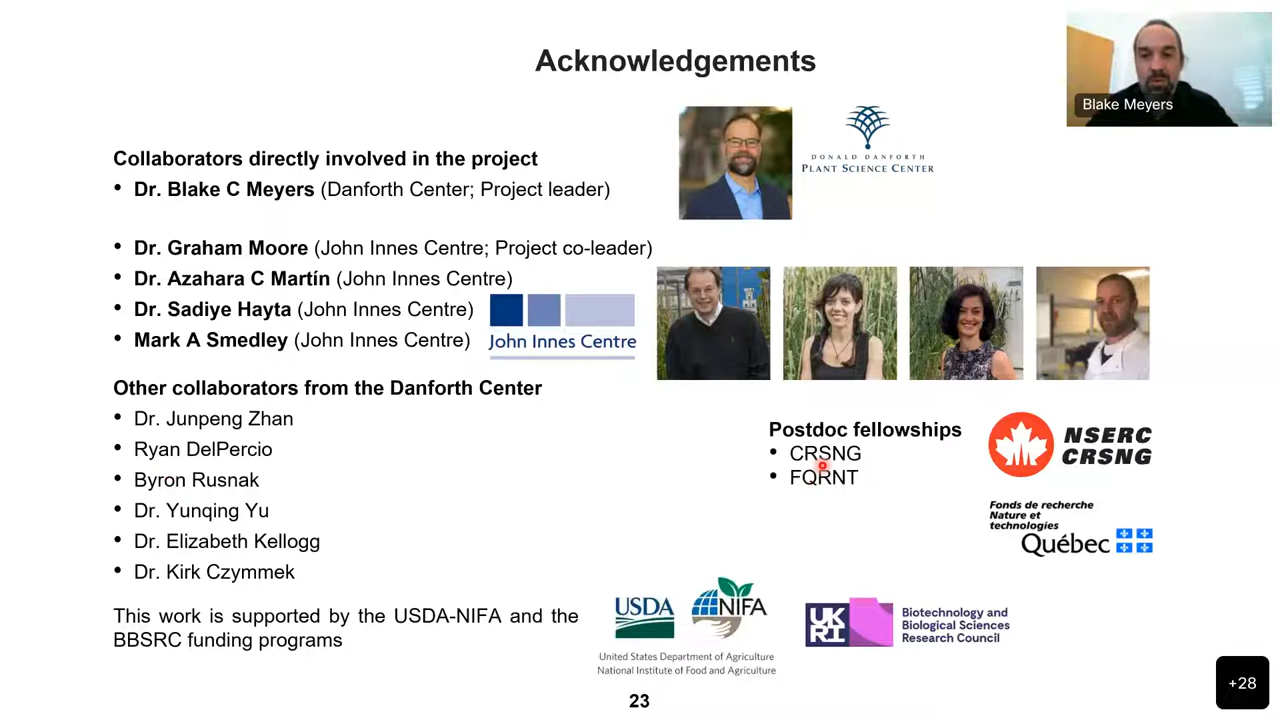 Acknowledgements
Blake Meyers
DONALD DANFORTH
PLANT SCIENCE CENTER
Collaborators directly involved in the project
• Dr. Blake C Meyers (Danforth Center; Project leader)
• Dr. Graham Moore (John Innes Centre; Project co-leader)
• Dr. Azahara C Martín (John Innes Centre)
• Dr. Sadiye Hayta (John Innes Centre)
• Mark A Smedley (John Innes Centre)
John Innes Centre
Other collaborators from the Danforth Center
• Dr. Junpeng Zhan
• Ryan DelPercio
• Byron Rusnak
• Dr. Yunqing Yu
• Dr. Elizabeth Kellogg
• Dr. Kirk Czymmek
Postdoc fellowships
• CRSNG
• FQRNT
NSERC
CRSNG
Fonds de recherche
Nature et
technologies
Québec
This work is supported by the USDA-NIFA and the
BBSRC funding programs
USDA
NIFA
United States Department of Agriculture
National Institute of Food and Agriculture
UK
RI
Biotechnology and
Biological Sciences
Research Council
23
+28